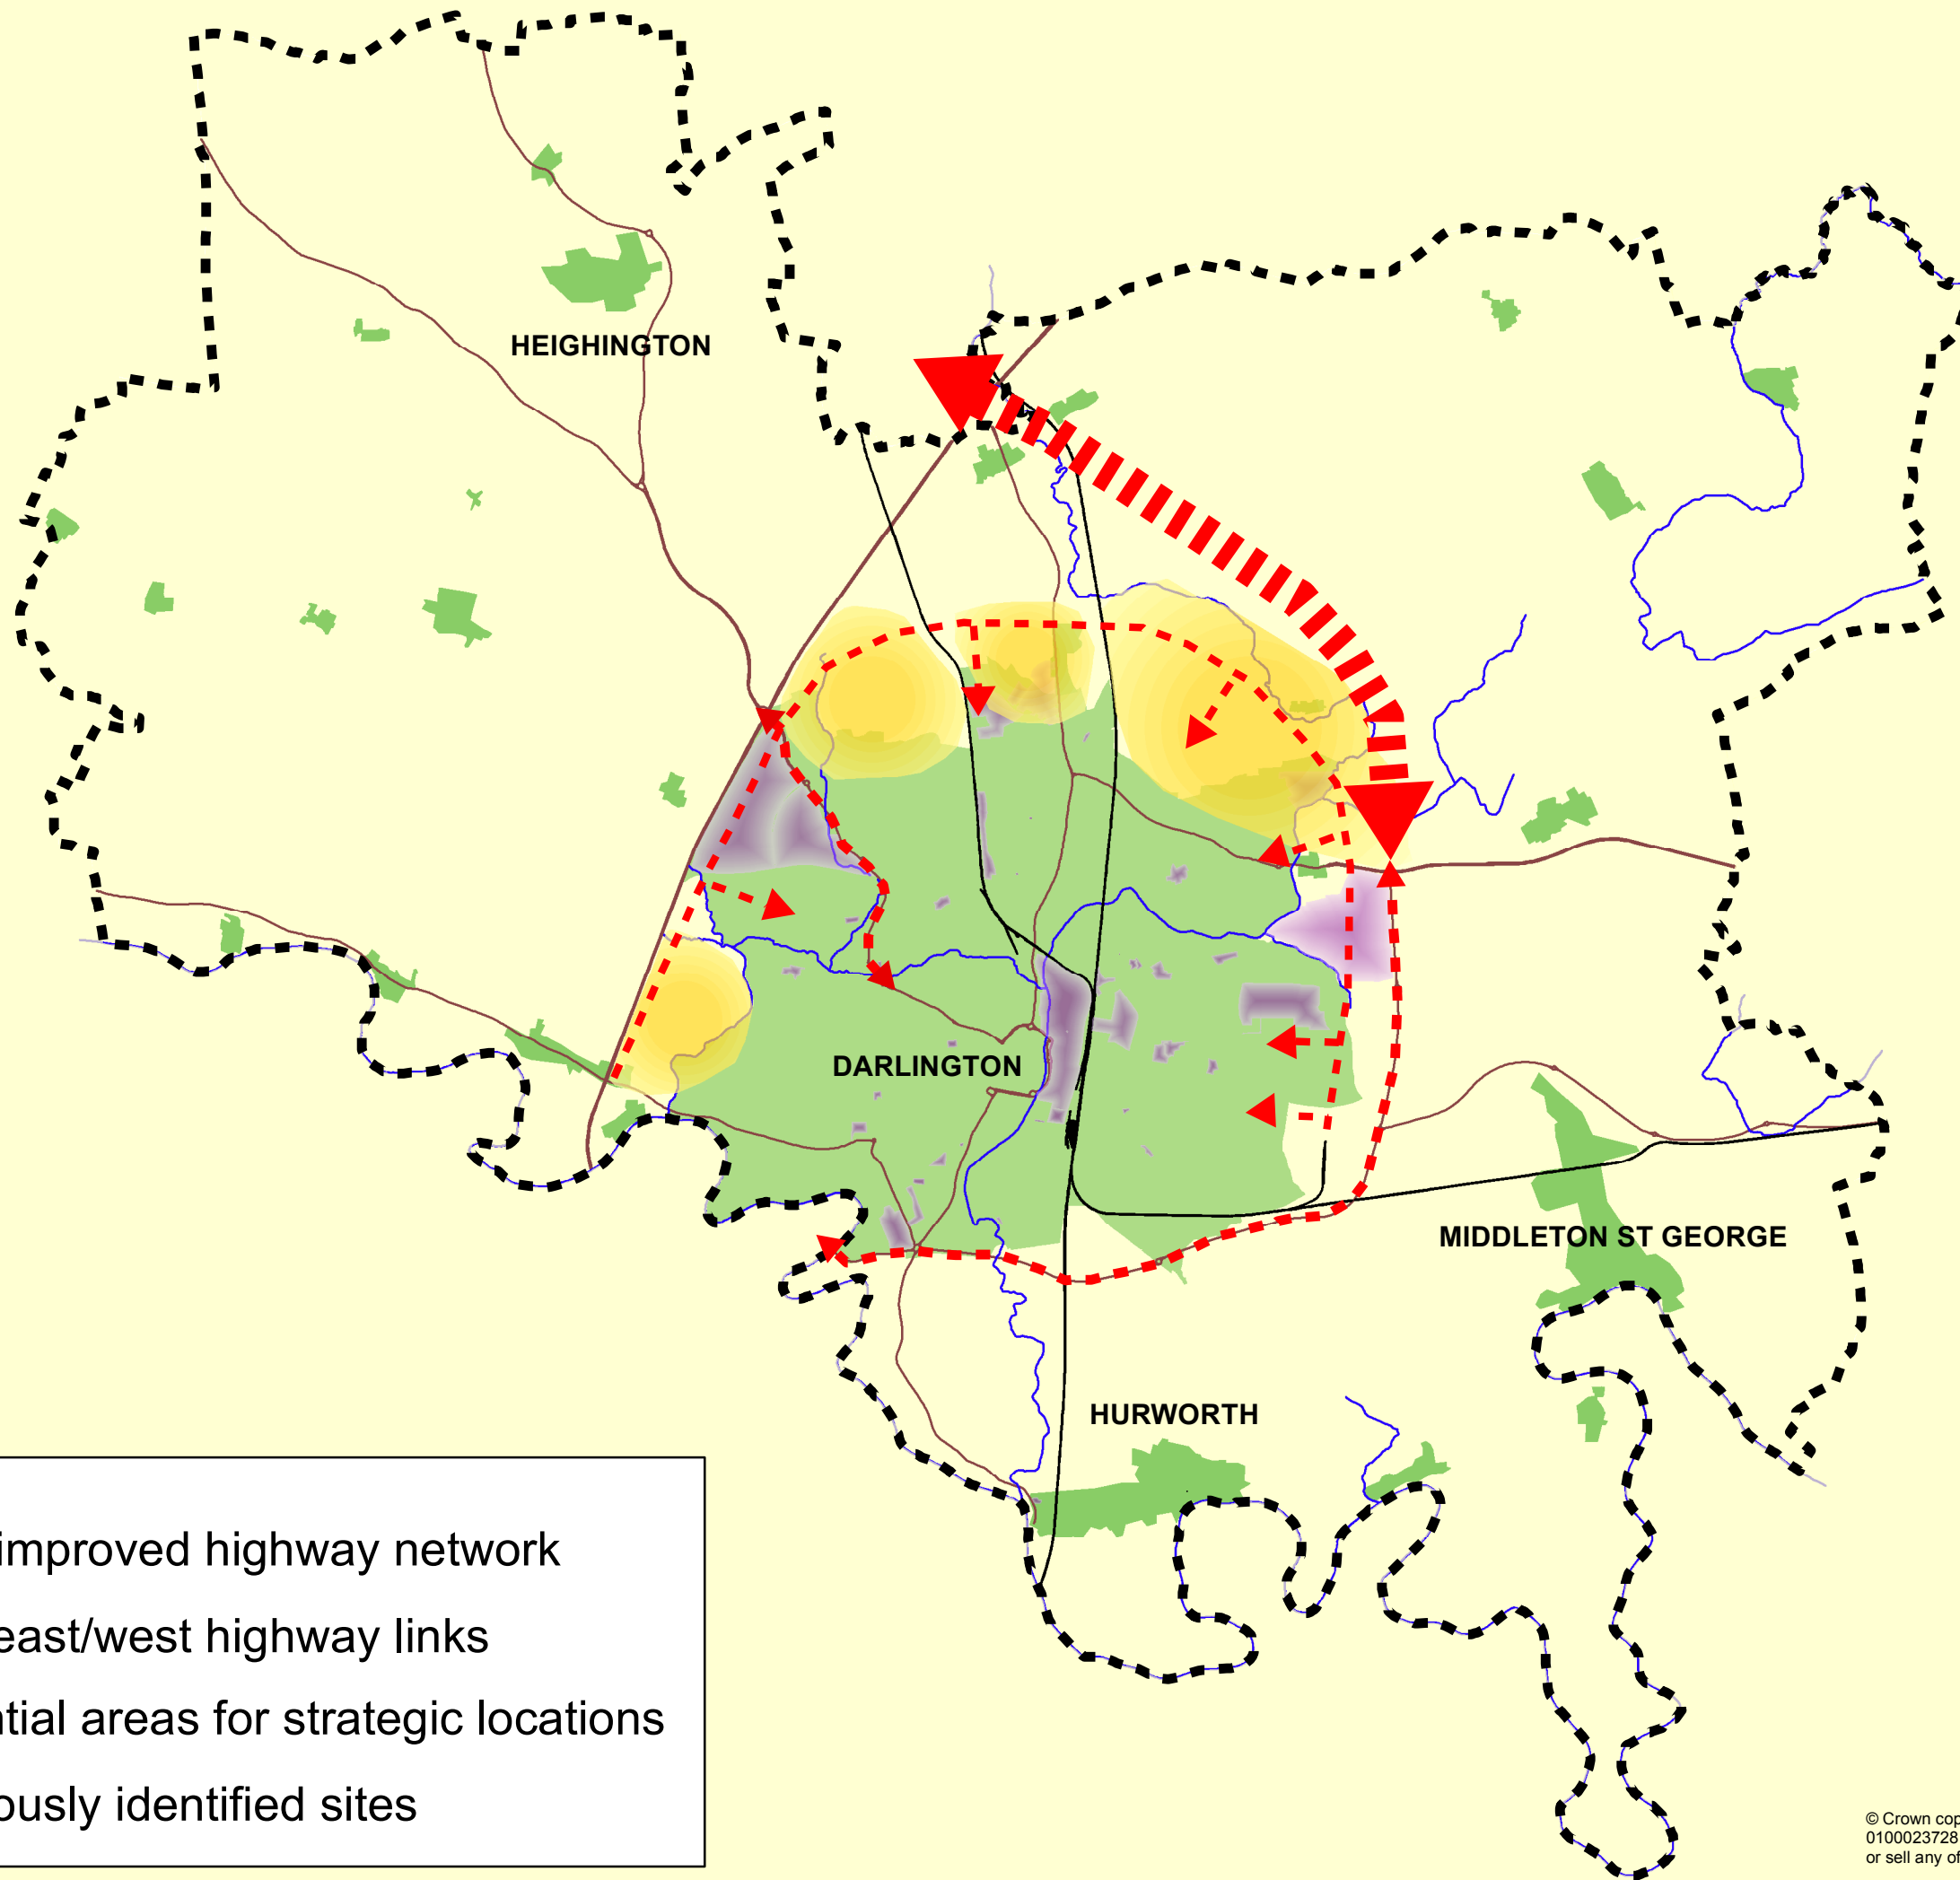 HEIGHINGTON
DARLINGTON
MIDDLETON ST GEORGE
HURWORTH
improved highway network
east/west highway links
ntial areas for strategic locations
ously identified sites
© Crown cop
0100023728
or sell any of